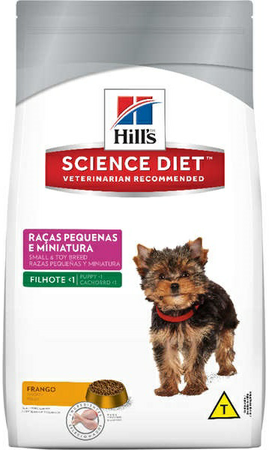 Hill's
SCIENCE DIET™
VETERINARIAN RECOMMENDED
RAÇAS PEQUENAS
E MINIATURA
SMALL & TOY BREED
RAZAS PEQUEÑAS Y MINIATURA
FILHOTE <1
PUPPY <1
CACHORRO <1
FRANGO
T